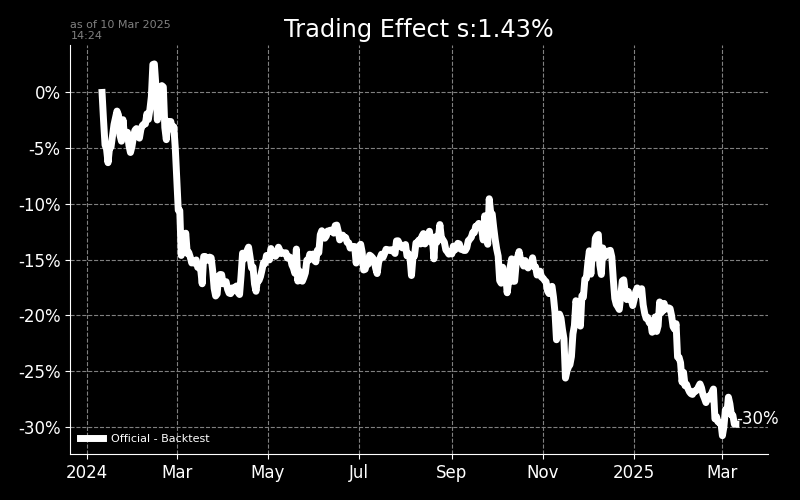 as of 10 Mar 2025
14:24
Trading Effect s:1.43%
0%
-5%
-10%
-15%
-20%
-25%
-30%
-30%
Official - Backtest
2024 Mar May Jul Sep Nov 2025 Mar